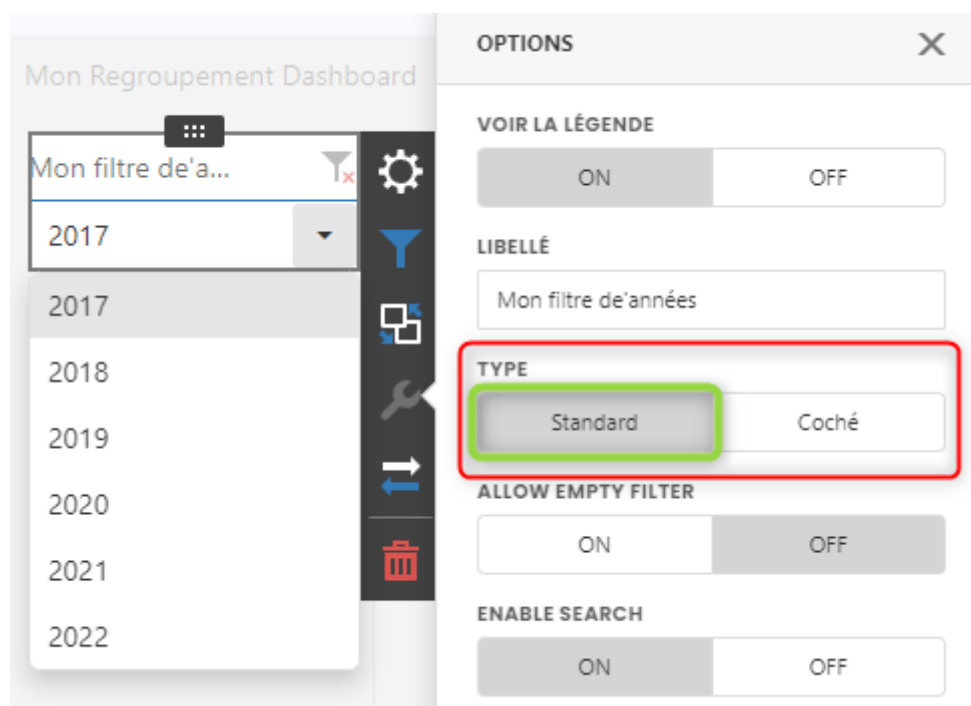 Mon Regroupement Dashboard
Mon filtre de'a...
2017
2017
2018
2019
2020
2021
2022
OPTIONS
VOIR LA LÉGENDE
ON OFF
LIBELLÉ
Mon filtre de'années
TYPE
Standard Coché
ALLOW EMPTY FILTER
ON OFF
ENABLE SEARCH
ON OFF